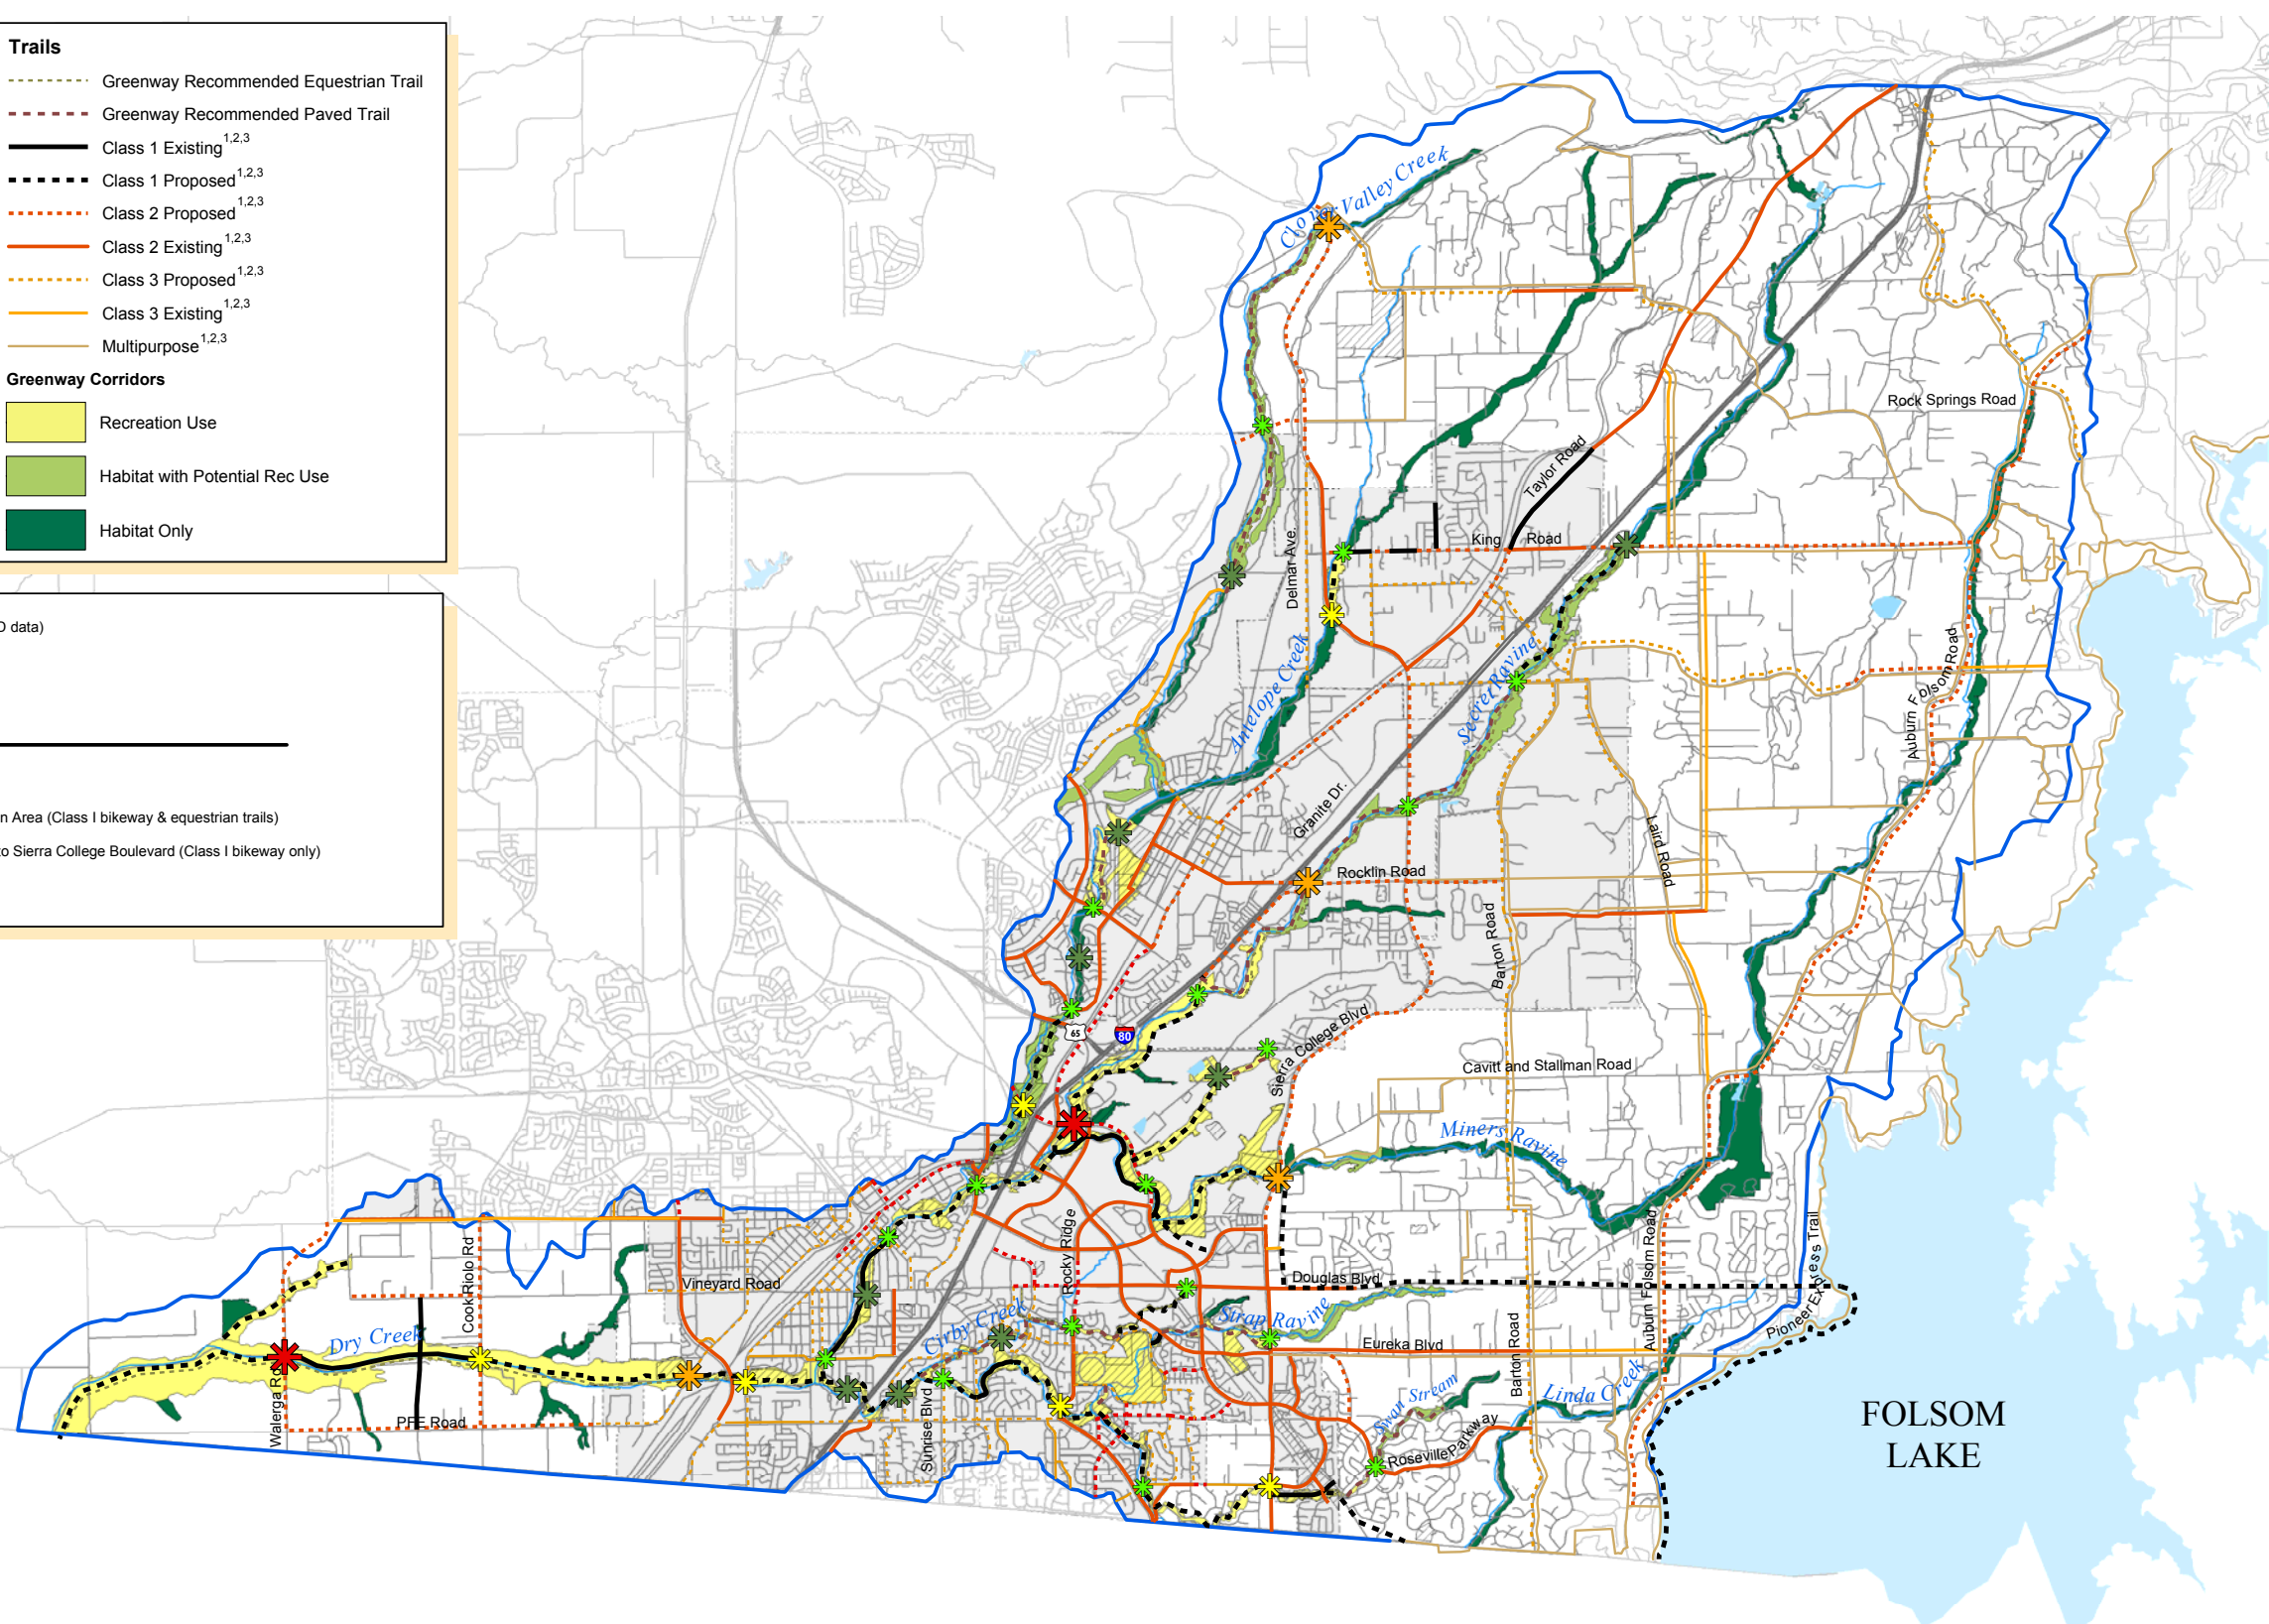 Trails
Greenway Recommended Equestrian Trail
Greenway Recommended Paved Trail
Class 1 Existing 1,2,3
Class 1 Proposed 1,2,3
Class 2 Proposed 1,2,3
Class 2 Existing 1,2,3
Class 3 Proposed 1,2,3
Class 3 Existing 1,2,3
Multipurpose 1,2,3
Greenway Corridors
Recreation Use
Habitat with Potential Rec Use
Habitat Only
data)
n Area (Class I bikeway & equestrian trails)
to Sierra College Boulevard (Class I bikeway only)
Clover Valley Creek
Rock Springs Road
Taylor Road
King Road
Delmar Ave.
Antelope Creek
Secret Ravine
Auburn Folsom Road
Granite Dr.
Laird Road
Rocklin Road
Barton Road
65
80
Sierra College Blvd
Cavitt and Stallman Road
Miners Ravine
Cook Riolo Rd
Vineyard Road
Rocky Ridge
Douglas Blvd
Auburn Folsom Road
Pioneer Express Trail
Dry Creek
Cirby Creek
Strap Ravine
Eureka Blvd
Walerga Rd
PFE Road
Sunrise Blvd
Swan Stream
Barton Road
Linda Creek
Roseville Parkway
FOLSOM
LAKE